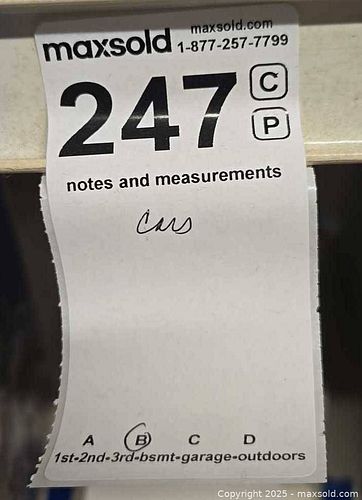 maxsold maxsold.com
1-877-257-7799
247 C
P
notes and measurements
Cars
A B C D
1st-2nd-3rd-bsmt-garage-outdoors
Copyright © 2025 - maxsold.com